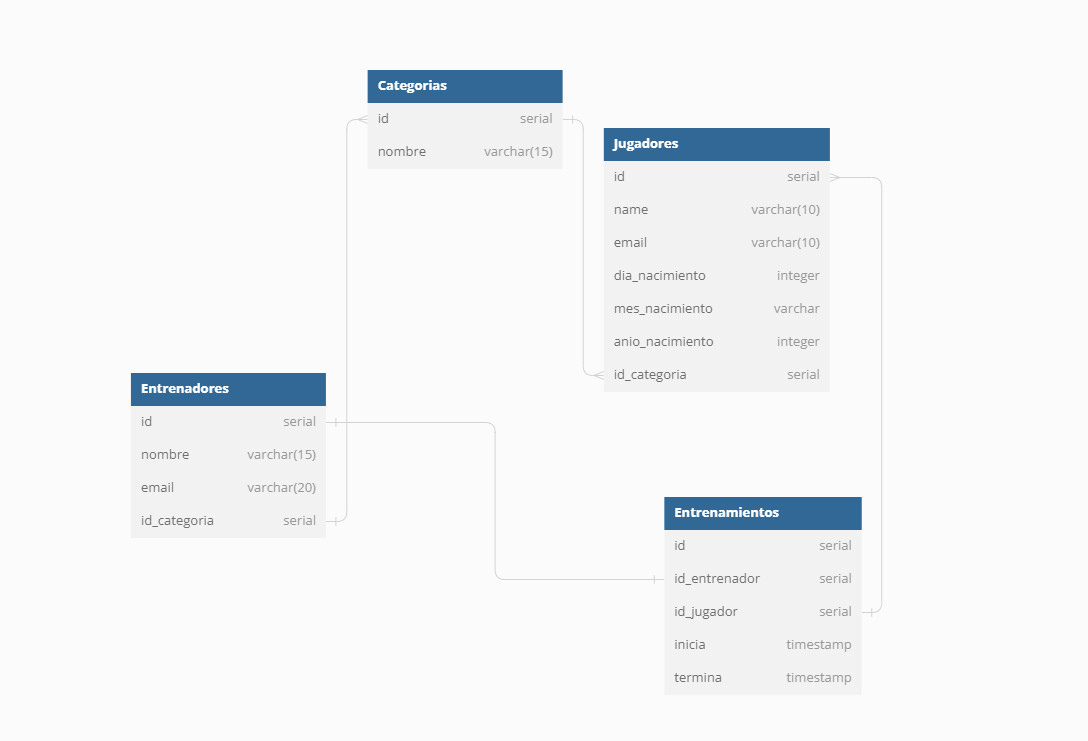 Categorias
id serial
nombre varchar(15)
Jugadores
id serial
name varchar(10)
email varchar(10)
dia_nacimiento integer
mes_nacimiento varchar
anio_nacimiento integer
id_categoria serial
Entrenadores
id serial
nombre varchar(15)
email varchar(20)
id_categoria serial
Entrenamientos
id serial
id_entrenador serial
id_jugador serial
inicia timestamp
termina timestamp